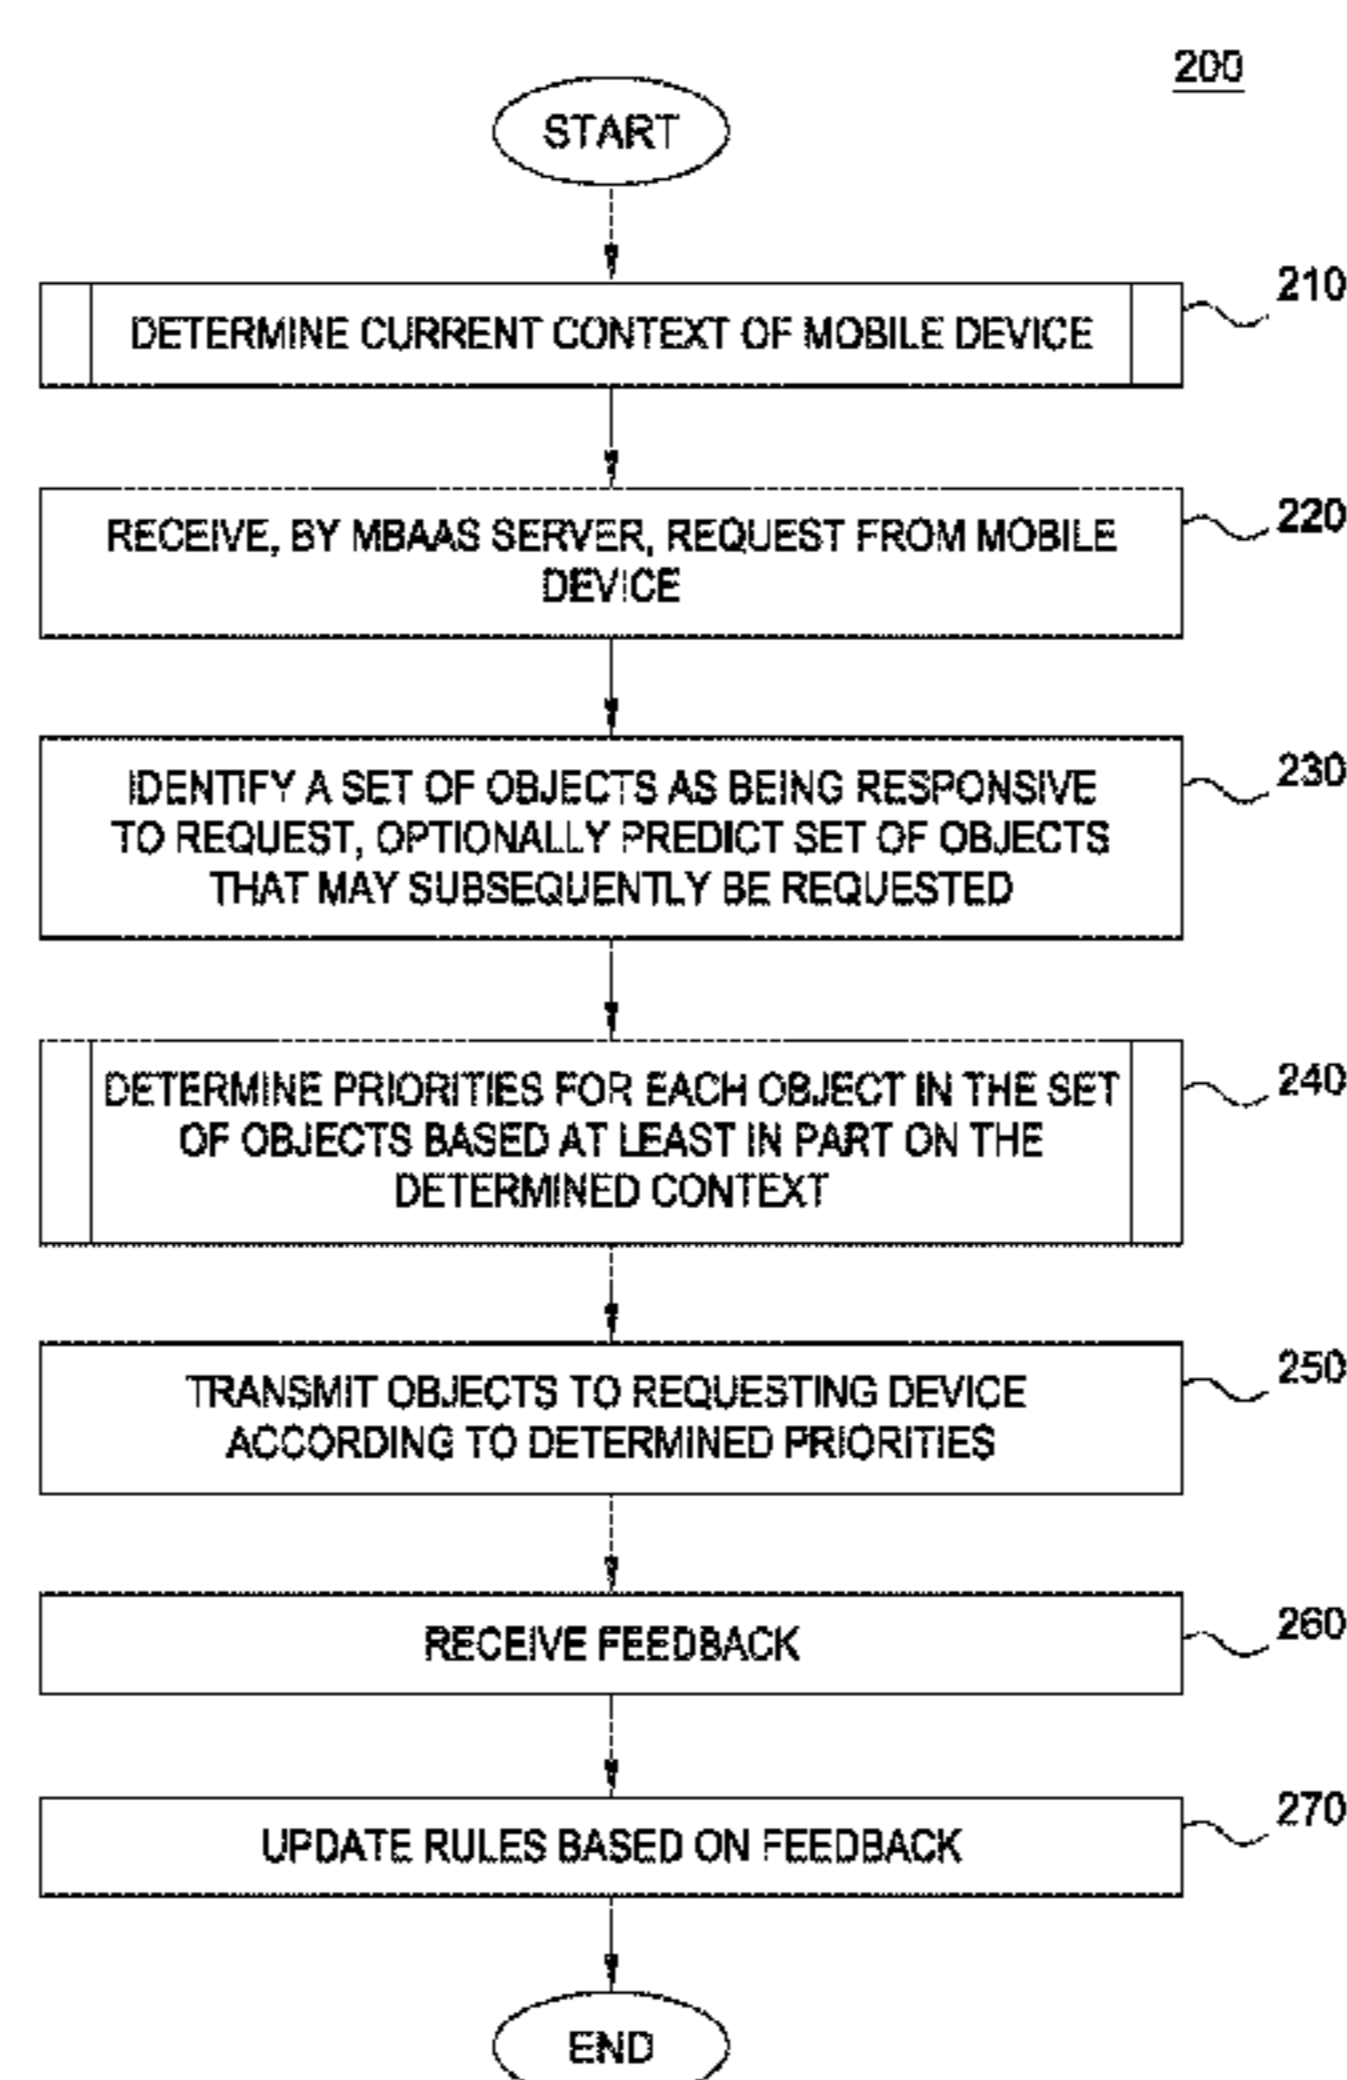 200
START
DETERMINE CURRENT CONTEXT OF MOBILE DEVICE
210
RECEIVE, BY MBAAS SERVER, REQUEST FROM MOBILE
DEVICE
220
IDENTIFY A SET OF OBJECTS AS BEING RESPONSIVE
TO REQUEST, OPTIONALLY PREDICT SET OF OBJECTS
THAT MAY SUBSEQUENTLY BE REQUESTED
230
DETERMINE PRIORITIES FOR EACH OBJECT IN THE SET
OF OBJECTS BASED AT LEAST IN PART ON THE
DETERMINED CONTEXT
240
TRANSMIT OBJECTS TO REQUESTING DEVICE
ACCORDING TO DETERMINED PRIORITIES
250
RECEIVE FEEDBACK
260
UPDATE RULES BASED ON FEEDBACK
270
END